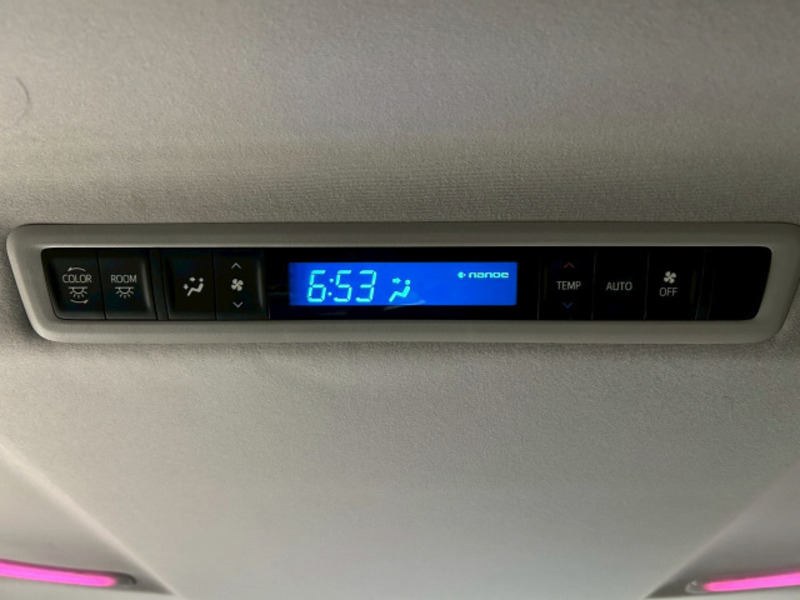 COLOR
ROOM
6:53
nanoe
TEMP
AUTO
OFF